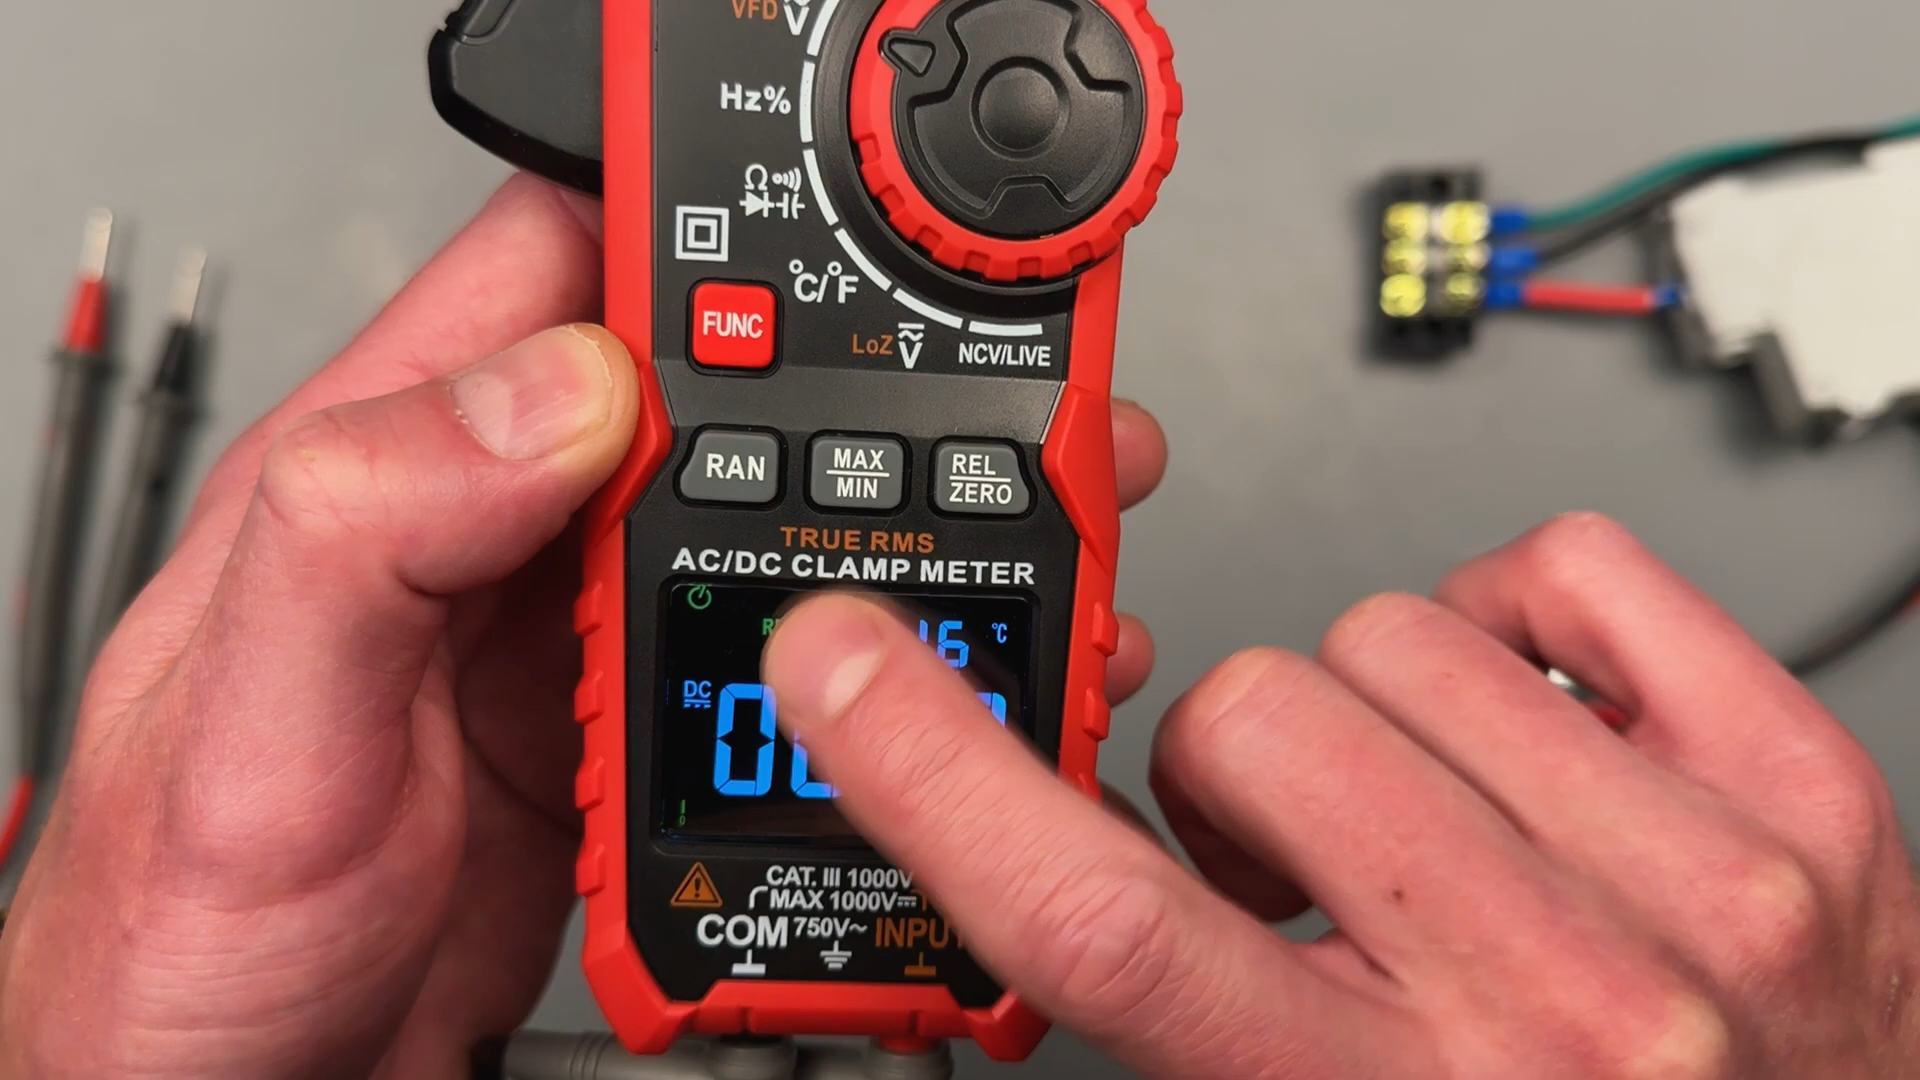 VFD V
Hz%
Ω
°C/°F
FUNC
LoZ V
NCV/LIVE
RAN
MAX
MIN
REL
ZERO
TRUE RMS
AC/DC CLAMP METER
°C
DC
CAT. III 1000V
MAX 1000V
COM 750V~